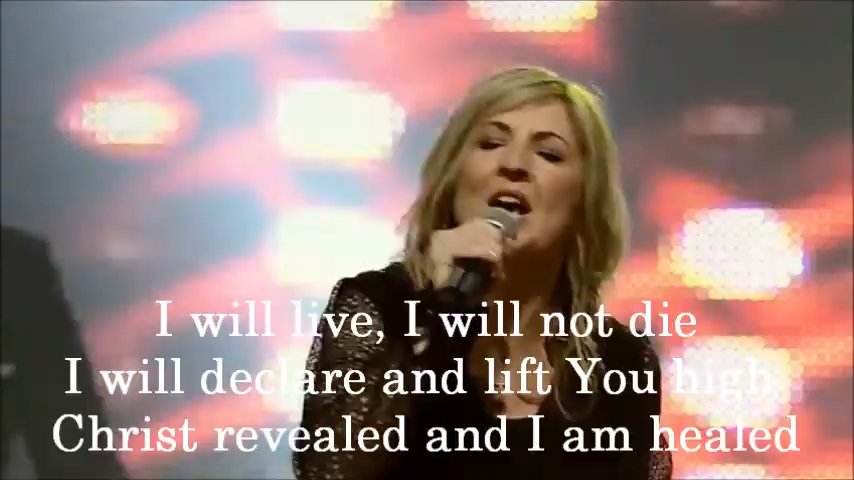 I will live, I will not die
I will declare and lift You high
Christ revealed and I am healed